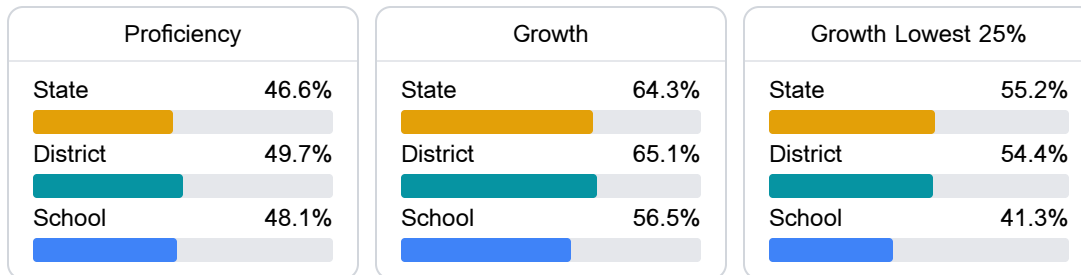 Proficiency
State 46.6%
District 49.7%
School 48.1%
Growth
State 64.3%
District 65.1%
School 56.5%
Growth Lowest 25%
State 55.2%
District 54.4%
School 41.3%